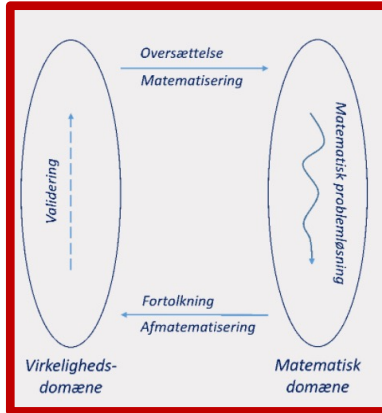 Oversættelse
Matematisering
Validering
Matematisk problemløsning
Fortolkning
Afmatematisering
Virkeligheds-
domæne
Matematisk
domæne